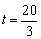 t = 20/3